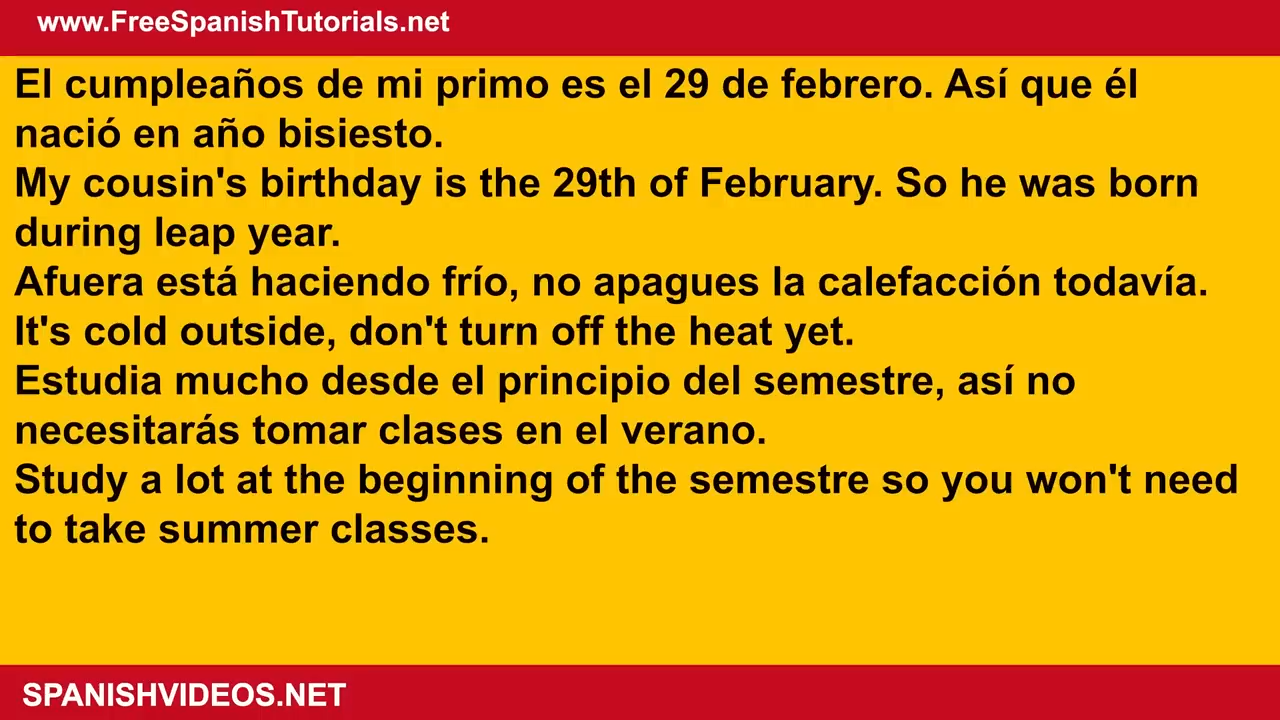 www.FreeSpanishTutorials.net
El cumpleaños de mi primo es el 29 de febrero. Así que él
nació en año bisiesto.
My cousin's birthday is the 29th of February. So he was born
during leap year.
Afuera está haciendo frío, no apagues la calefacción todavía.
It's cold outside, don't turn off the heat yet.
Estudia mucho desde el principio del semestre, así no
necesitarás tomar clases en el verano.
Study a lot at the beginning of the semestre so you won't need
to take summer classes.
SPANISHVIDEOS.NET